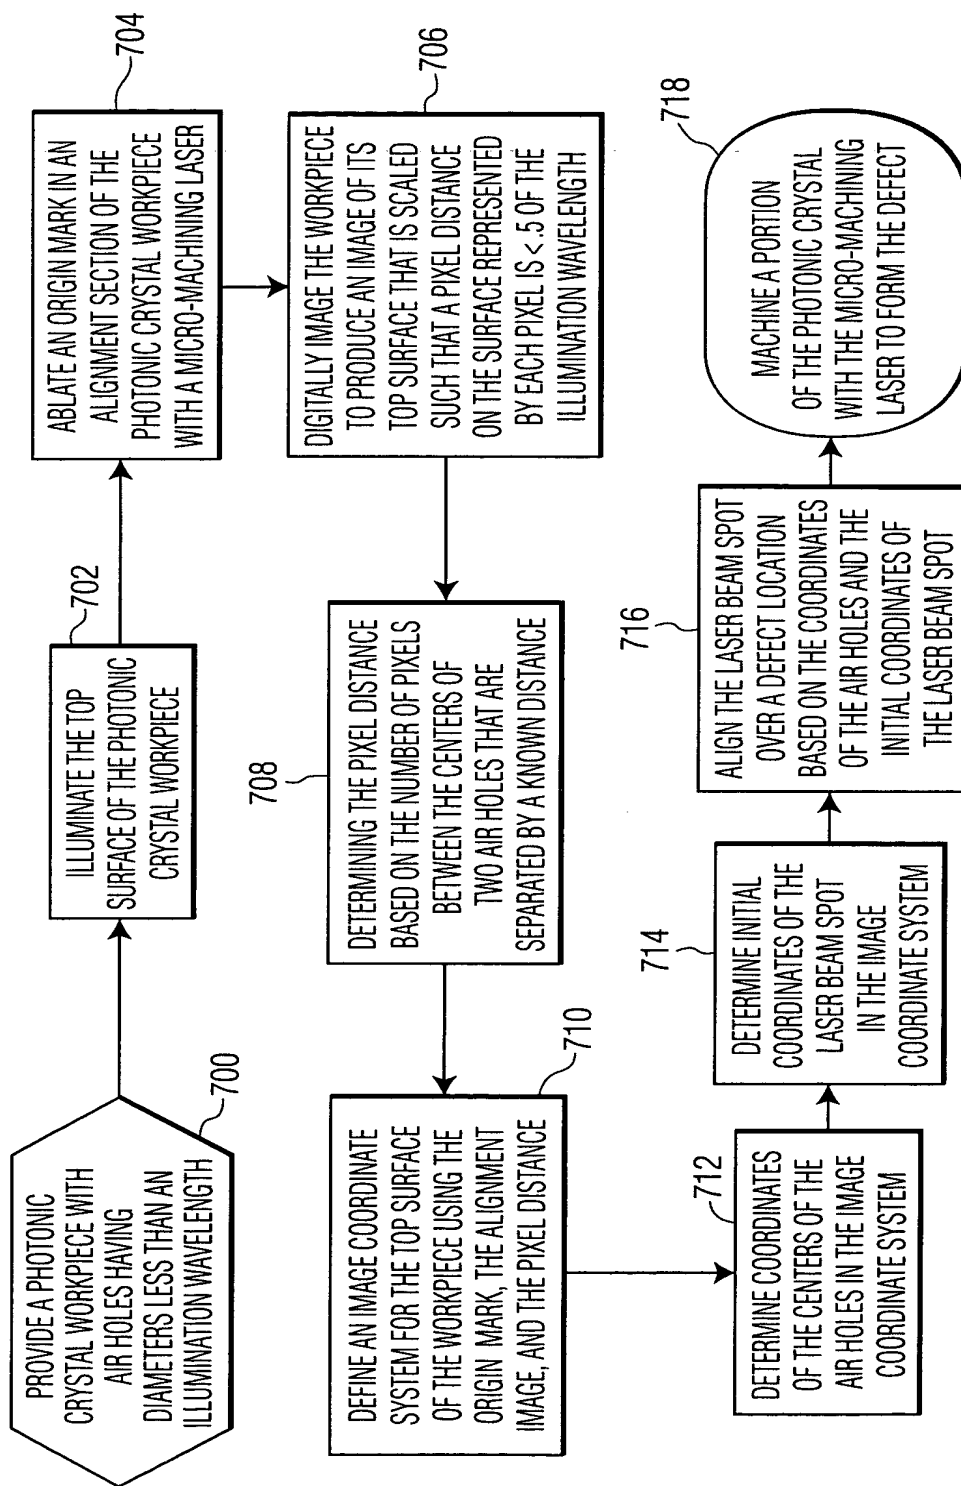 PROVIDE A PHOTONIC
CRYSTAL WORKPIECE WITH
AIR HOLES HAVING
DIAMETERS LESS THAN AN
ILLUMINATION WAVELENGTH
700
ILLUMINATE THE TOP
SURFACE OF THE PHOTONIC
CRYSTAL WORKPIECE
702
ABLATE AN ORIGIN MARK IN AN
ALIGNMENT SECTION OF THE
PHOTONIC CRYSTAL WORKPIECE
WITH A MICRO-MACHINING LASER
704
DIGITALLY IMAGE THE WORKPIECE
TO PRODUCE AN IMAGE OF ITS
TOP SURFACE THAT IS SCALED
SUCH THAT A PIXEL DISTANCE
ON THE SURFACE REPRESENTED
BY EACH PIXEL IS < .5 OF THE
ILLUMINATION WAVELENGTH
706
DETERMINING THE PIXEL DISTANCE
BASED ON THE NUMBER OF PIXELS
BETWEEN THE CENTERS OF
TWO AIR HOLES THAT ARE
SEPARATED BY A KNOWN DISTANCE
708
DEFINE AN IMAGE COORDINATE
SYSTEM FOR THE TOP SURFACE
OF THE WORKPIECE USING THE
ORIGIN MARK, THE ALIGNMENT
IMAGE, AND THE PIXEL DISTANCE
710
DETERMINE COORDINATES
OF THE CENTERS OF THE
AIR HOLES IN THE IMAGE
COORDINATE SYSTEM
712
DETERMINE INITIAL
COORDINATES OF THE
LASER BEAM SPOT
IN THE IMAGE
COORDINATE SYSTEM
714
ALIGN THE LASER BEAM SPOT
OVER A DEFECT LOCATION
BASED ON THE COORDINATES
OF THE AIR HOLES AND THE
INITIAL COORDINATES OF
THE LASER BEAM SPOT
716
MACHINE A PORTION
OF THE PHOTONIC CRYSTAL
WITH THE MICRO-MACHINING
LASER TO FORM THE DEFECT
718